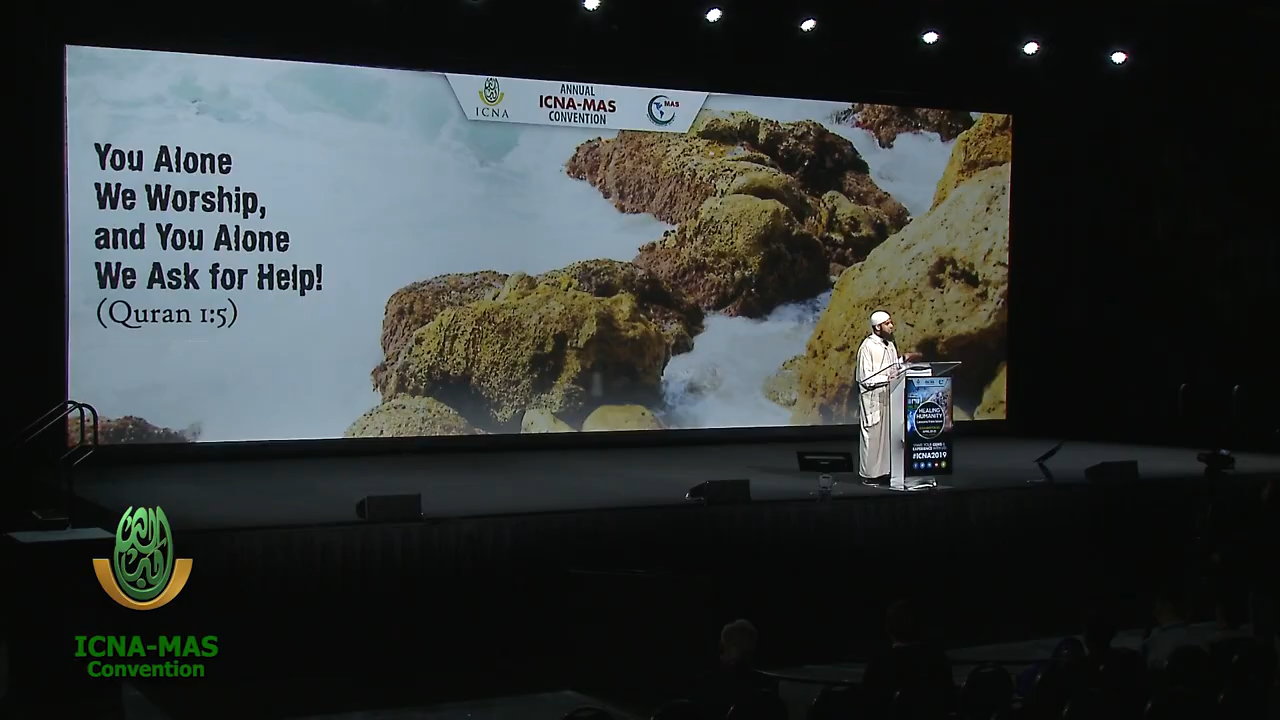 ICNA
ANNUAL
ICNA-MAS
CONVENTION
MAS
You Alone
We Worship,
and You Alone
We Ask for Help!
(Quran 1:5)
HEALING
HUMANITY
#ICNA2019
ICNA-MAS
Convention